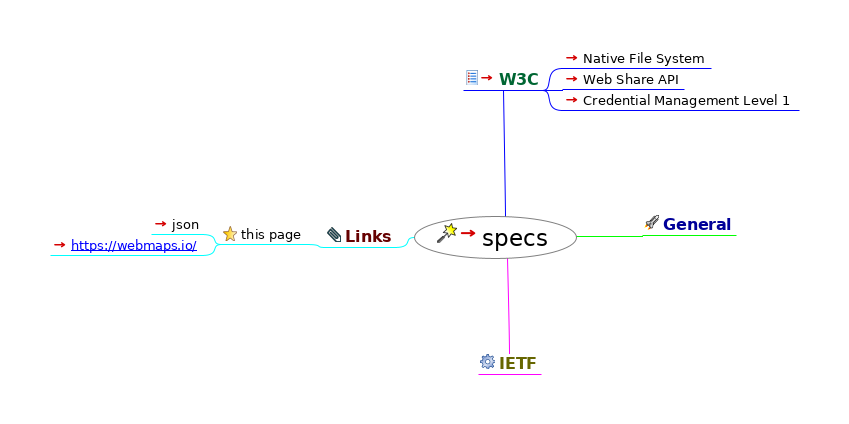 Native File System
W3C
Web Share API
Credential Management Level 1
json
this page
https://webmaps.io/
Links
specs
General
IETF